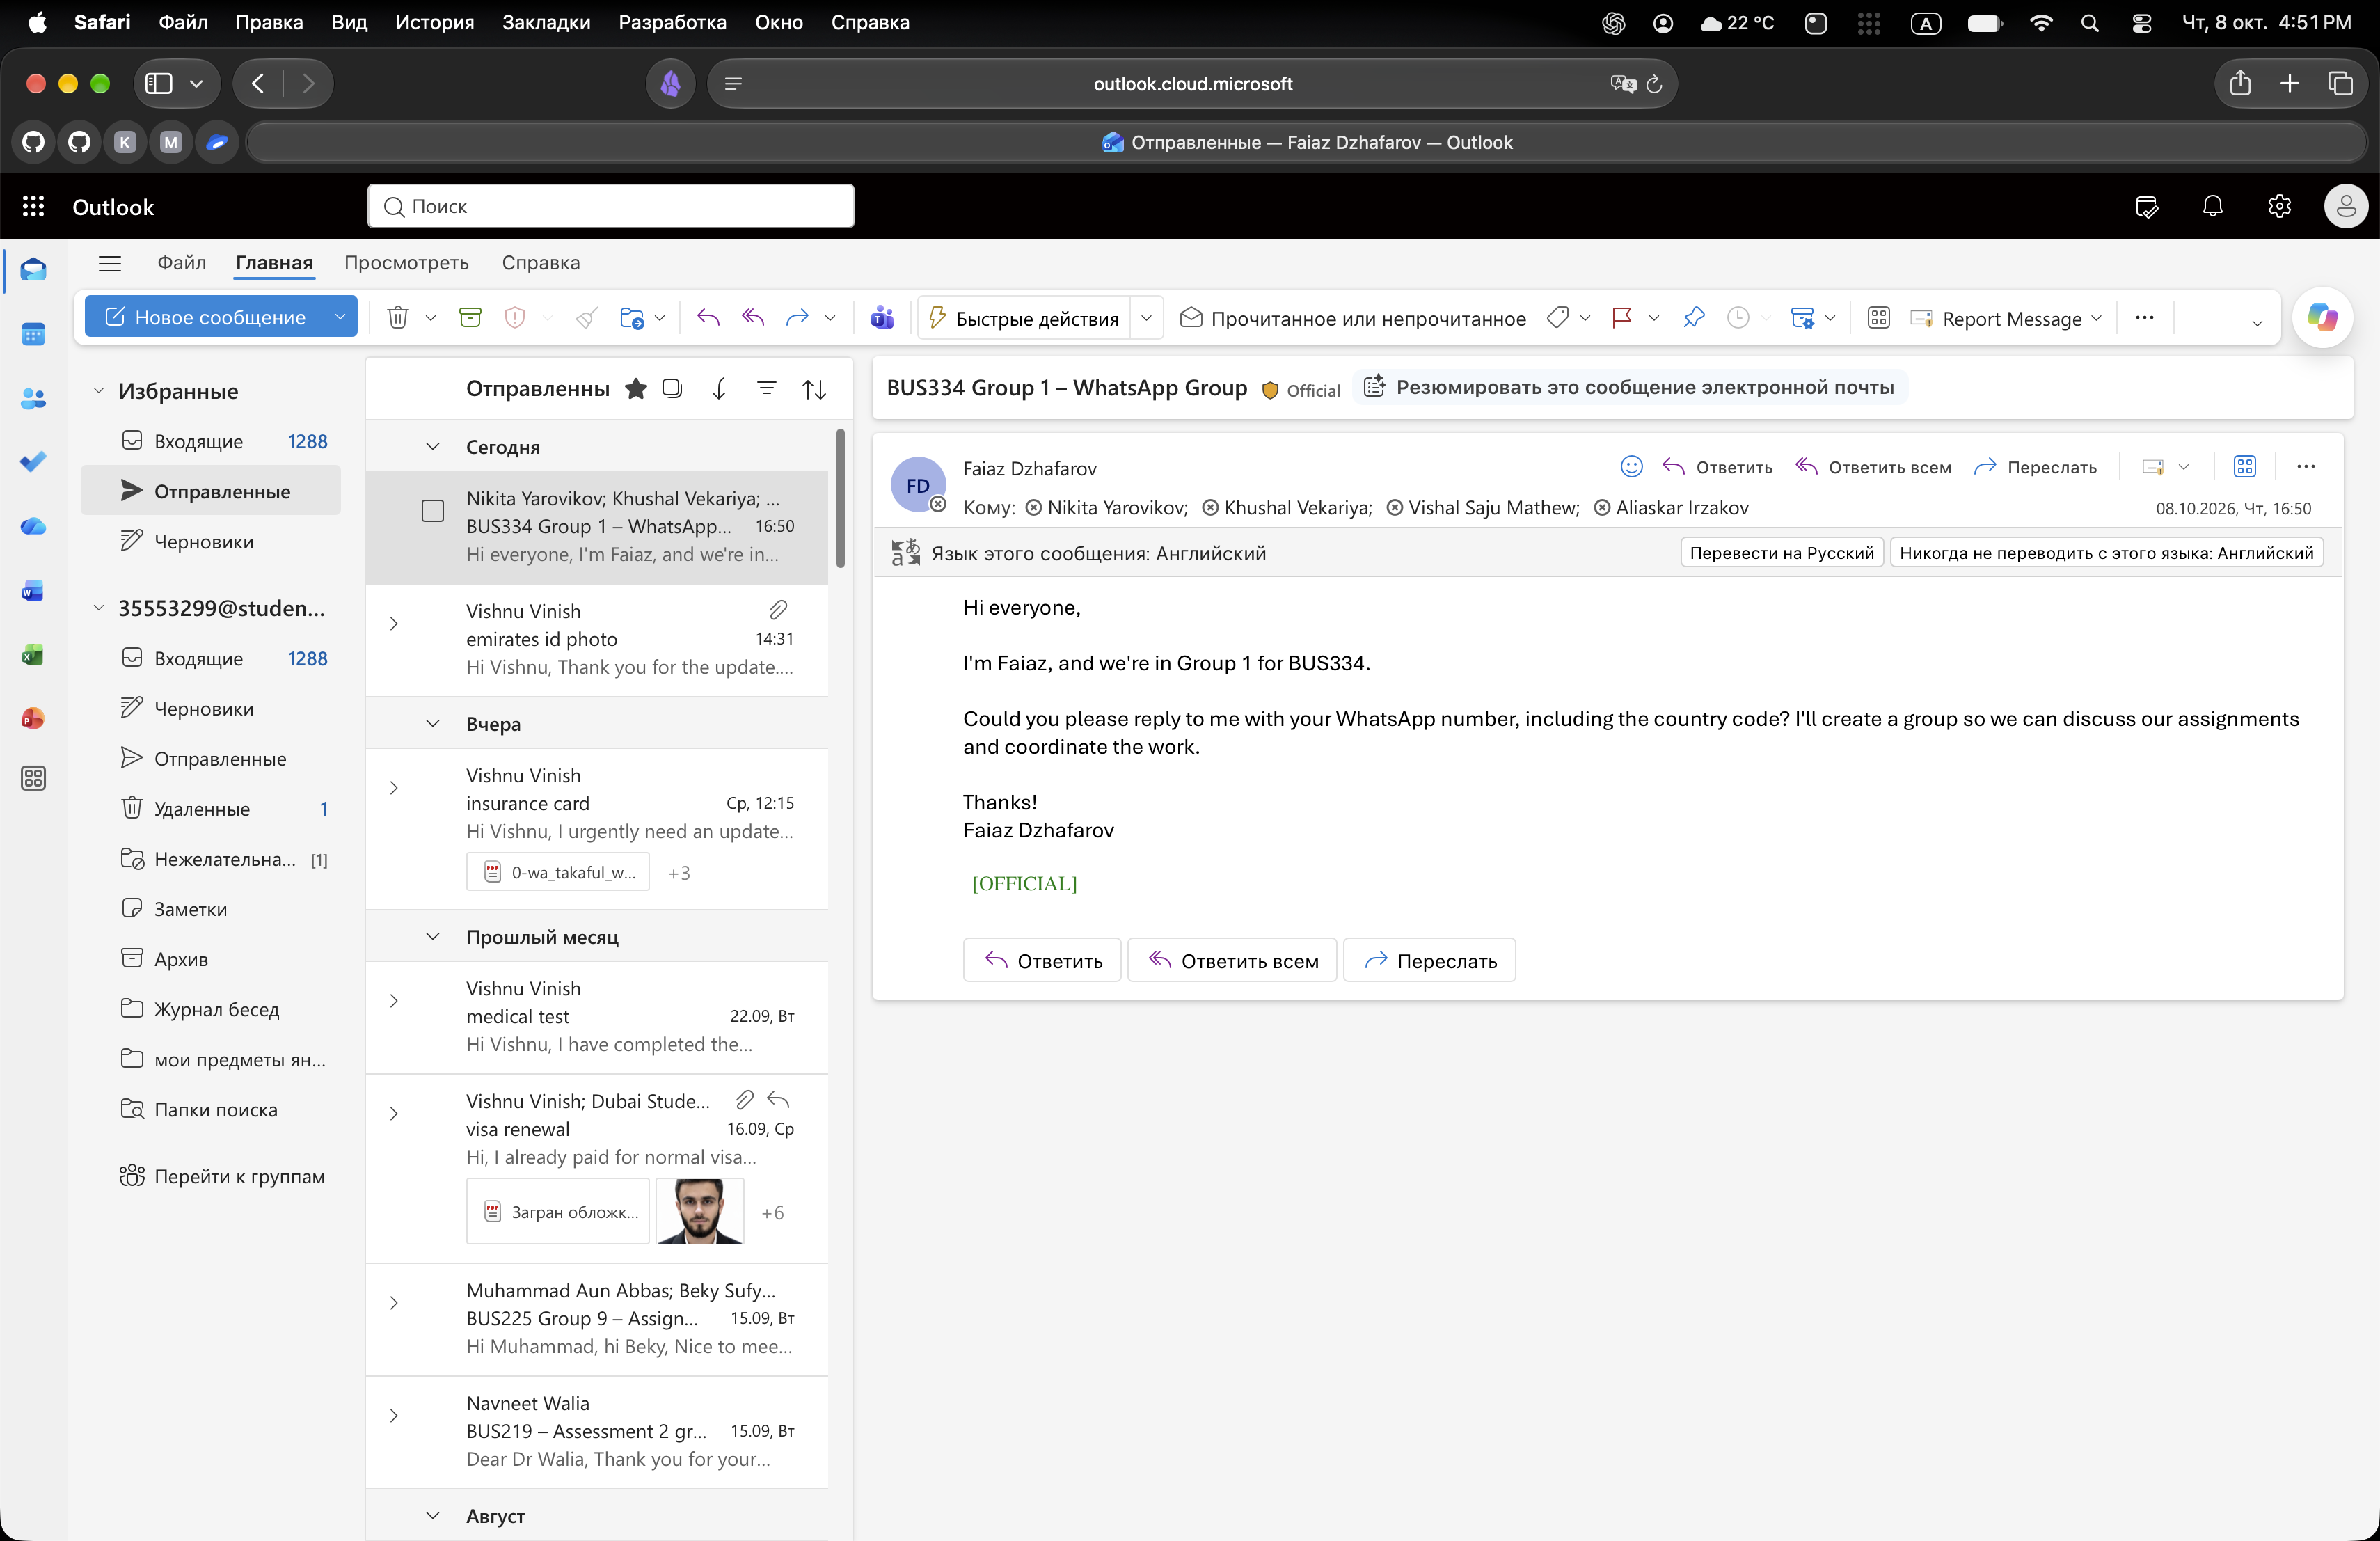 Safari Файл Правка Вид История Закладки Разработка Окно Справка
22 °C A Чт, 8 окт. 4:51 PM
outlook.cloud.microsoft
K M Отправленные — Faiaz Dzhafarov — Outlook
Outlook Поиск
Файл Главная Просмотреть Справка
Новое сообщение Быстрые действия Прочитанное или непрочитанное Report Message
Избранные
Входящие 1288
Отправленные
Черновики
35553299@studen...
Входящие 1288
Черновики
Отправленные
Удаленные 1
Нежелательна... [1]
Заметки
Архив
Журнал бесед
мои предметы ян...
Папки поиска
Перейти к группам
Отправленны
Сегодня
Nikita Yarovikov; Khushal Vekariya; ...
BUS334 Group 1 – WhatsApp... 16:50
Hi everyone, I'm Faiaz, and we're in...
Vishnu Vinish
emirates id photo 14:31
Hi Vishnu, Thank you for the update....
Вчера
Vishnu Vinish
insurance card Ср, 12:15
Hi Vishnu, I urgently need an update...
0-wa_takaful_w... +3
Прошлый месяц
Vishnu Vinish
medical test 22.09, Вт
Hi Vishnu, I have completed the...
Vishnu Vinish; Dubai Stude...
visa renewal 16.09, Ср
Hi, I already paid for normal visa...
Загран обложк... +6
Muhammad Aun Abbas; Beky Sufy...
BUS225 Group 9 – Assign... 15.09, Вт
Hi Muhammad, hi Beky, Nice to mee...
Navneet Walia
BUS219 – Assessment 2 gr... 15.09, Вт
Dear Dr Walia, Thank you for your...
Август
BUS334 Group 1 – WhatsApp Group Official Резюмировать это сообщение электронной почты
FD
Faiaz Dzhafarov
Ответить Ответить всем Переслать
Кому: Nikita Yarovikov; Khushal Vekariya; Vishal Saju Mathew; Aliaskar Irzakov
08.10.2026, Чт, 16:50
Язык этого сообщения: Английский Перевести на Русский Никогда не переводить с этого языка: Английский
Hi everyone,
I'm Faiaz, and we're in Group 1 for BUS334.
Could you please reply to me with your WhatsApp number, including the country code? I'll create a group so we can discuss our assignments
and coordinate the work.
Thanks!
Faiaz Dzhafarov
[OFFICIAL]
Ответить Ответить всем Переслать